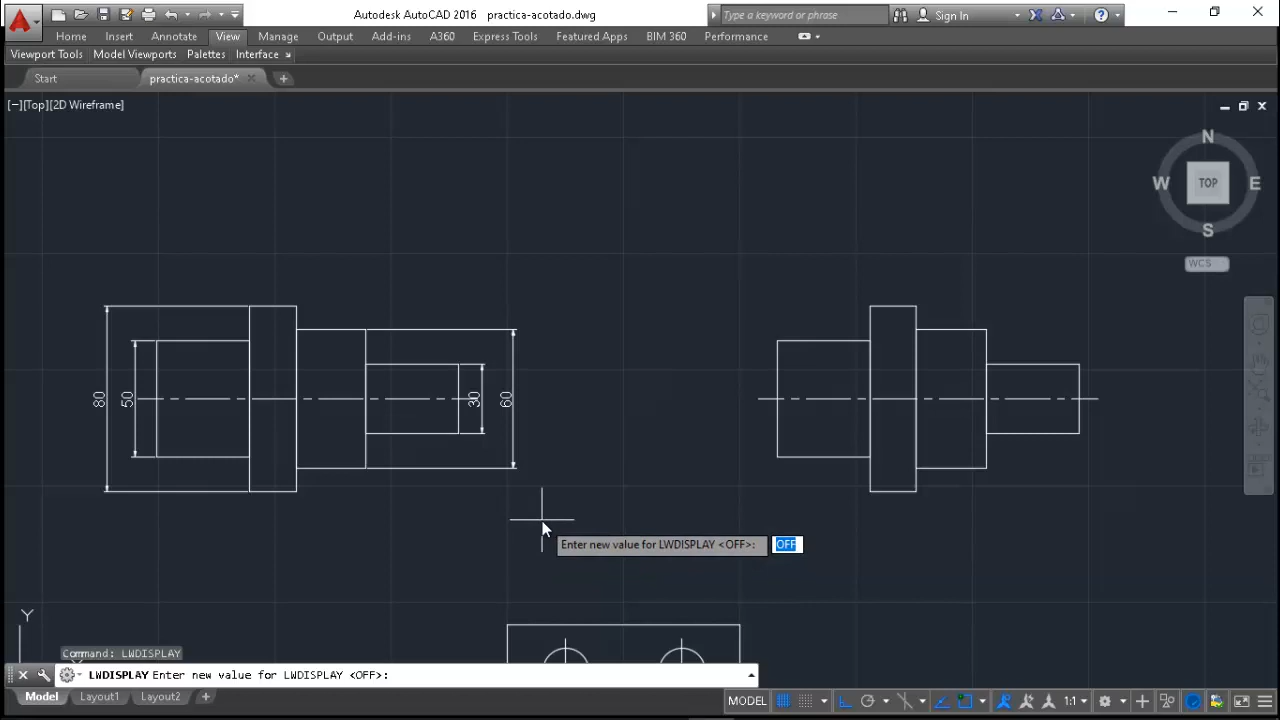 Autodesk AutoCAD 2016 practica-acotado.dwg
Type a keyword or phrase
Sign In
Home Insert Annotate View Manage Output Add-ins A360 Express Tools Featured Apps BIM 360 Performance
Viewport Tools Model Viewports Palettes Interface
Start practica-acotado*
[−][Top][2D Wireframe]
N
W TOP E
S
WCS
80 50 30 60
Enter new value for LWDISPLAY <OFF>: OFF
Y
Command: LWDISPLAY
LWDISPLAY Enter new value for LWDISPLAY <OFF>:
Model Layout1 Layout2
MODEL 1:1